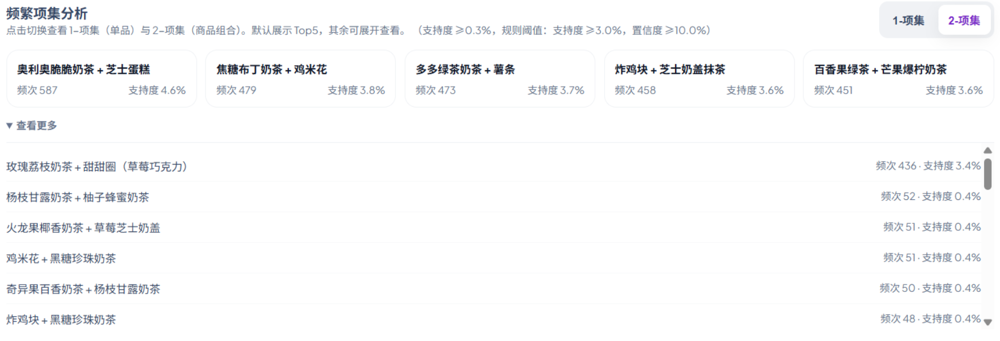 频繁项集分析
点击切换查看 1-项集（单品）与 2-项集（商品组合）。默认展示 Top5，其余可展开查看。 （支持度 ≥0.3%，规则阈值：支持度 ≥3.0%，置信度 ≥10.0%）
1-项集 2-项集
奥利奥脆脆奶茶 + 芝士蛋糕
频次 587 支持度 4.6%
焦糖布丁奶茶 + 鸡米花
频次 479 支持度 3.8%
多多绿茶奶茶 + 薯条
频次 473 支持度 3.7%
炸鸡块 + 芝士奶盖抹茶
频次 458 支持度 3.6%
百香果绿茶 + 芒果爆柠奶茶
频次 451 支持度 3.6%
▼ 查看更多
玫瑰荔枝奶茶 + 甜甜圈（草莓巧克力） 频次 436 · 支持度 3.4%
杨枝甘露奶茶 + 柚子蜂蜜奶茶 频次 52 · 支持度 0.4%
火龙果椰香奶茶 + 草莓芝士奶盖 频次 51 · 支持度 0.4%
鸡米花 + 黑糖珍珠奶茶 频次 51 · 支持度 0.4%
奇异果百香奶茶 + 杨枝甘露奶茶 频次 50 · 支持度 0.4%
炸鸡块 + 黑糖珍珠奶茶 频次 48 · 支持度 0.4%